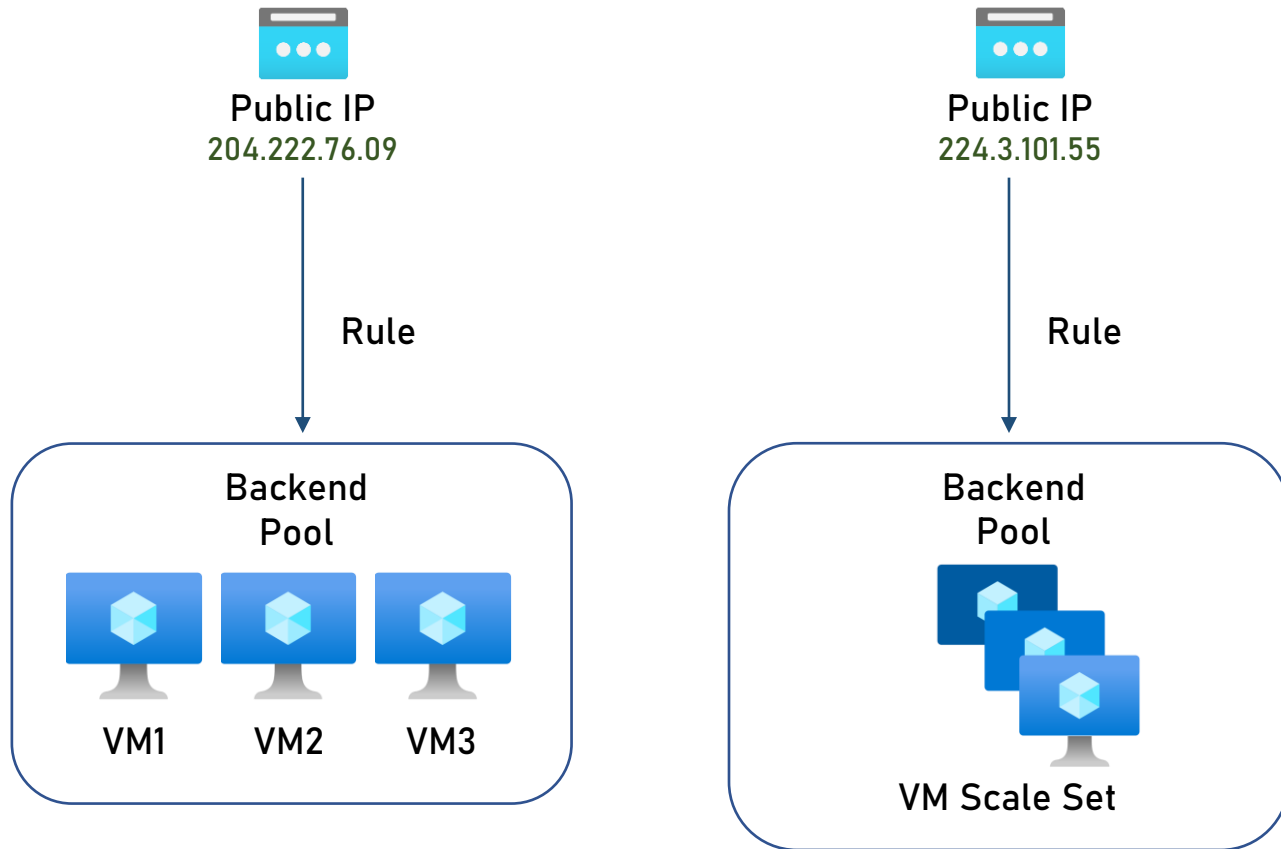 Public IP
204.222.76.09
Rule
Backend
Pool
VM1
VM2
VM3
Public IP
224.3.101.55
Rule
Backend
Pool
VM Scale Set